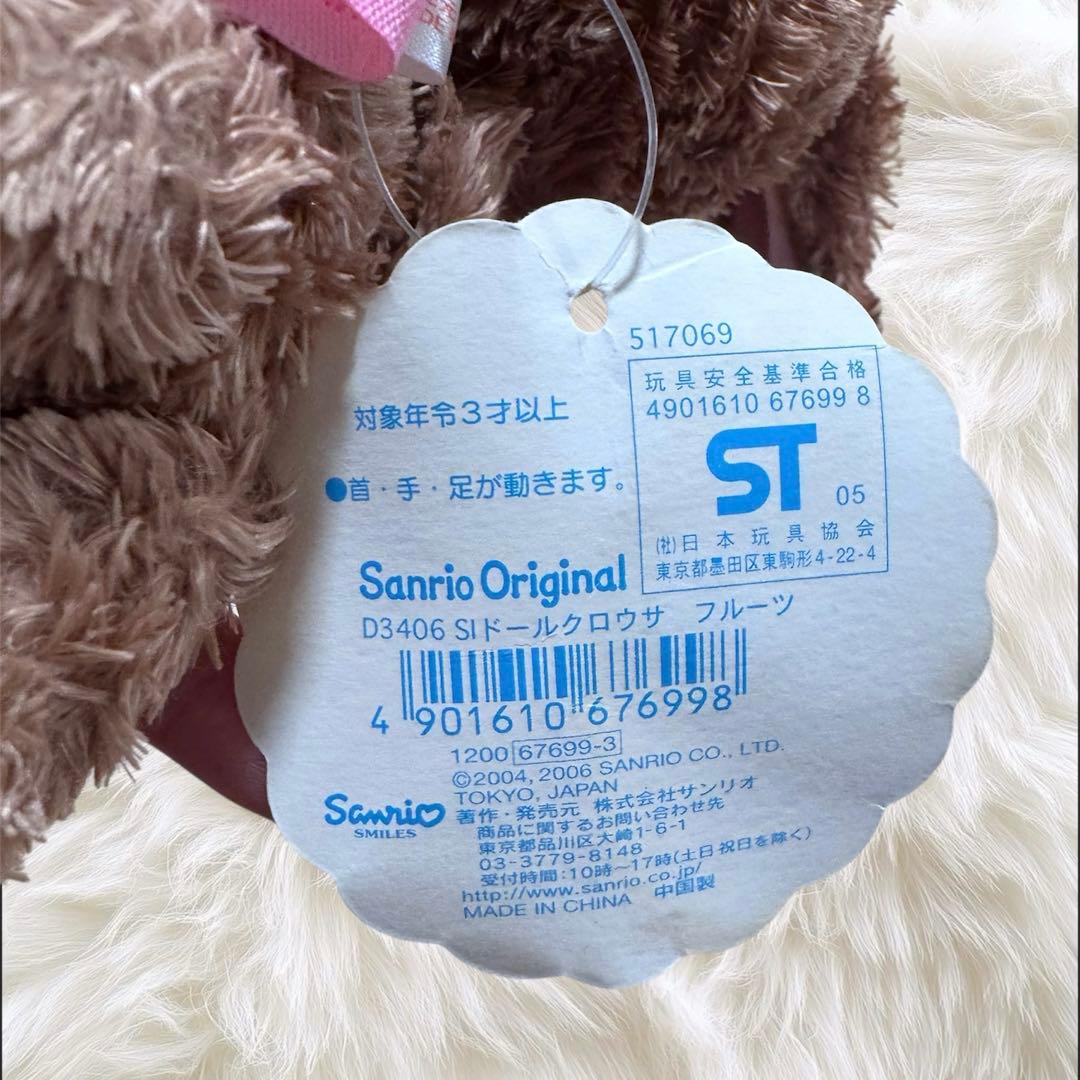 517069
玩具安全基準合格
4901610 67699 8
ST 05
(社)日本玩具協会
東京都墨田区東駒形4-22-4
対象年令3才以上
●首・手・足が動きます。
Sanrio Original
D3406 SIドールクロウサ フルーツ
4 901610 676998
1200 67699-3
©2004, 2006 SANRIO CO., LTD.
TOKYO, JAPAN
Sanrio
SMILES
著作・発売元 株式会社サンリオ
商品に関するお問い合わせ先
東京都品川区大崎1-6-1
03-3779-8148
受付時間:10時〜17時(土日祝日を除く)
http://www.sanrio.co.jp/
MADE IN CHINA 中国製